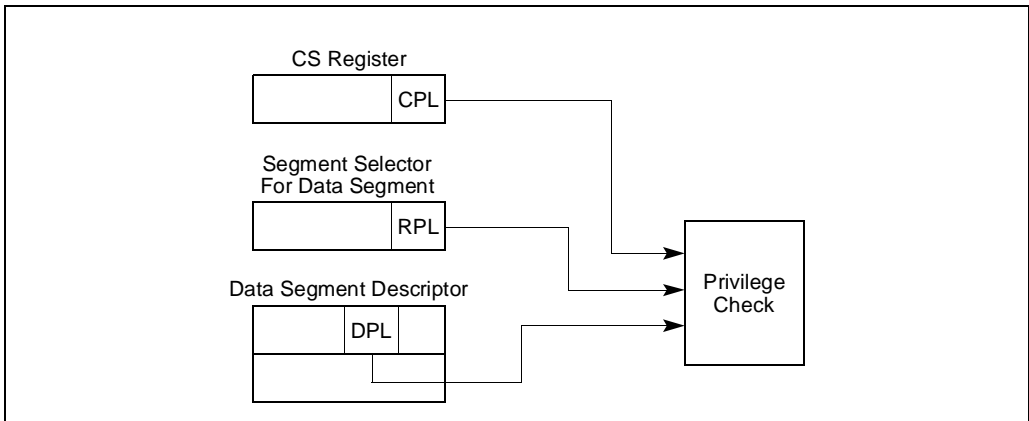 CS Register
CPL
Segment Selector
For Data Segment
RPL
Data Segment Descriptor
DPL
Privilege
Check